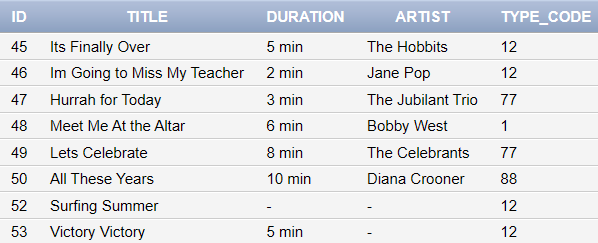 ID TITLE DURATION ARTIST TYPE_CODE
45 Its Finally Over 5 min The Hobbits 12
46 Im Going to Miss My Teacher 2 min Jane Pop 12
47 Hurrah for Today 3 min The Jubilant Trio 77
48 Meet Me At the Altar 6 min Bobby West 1
49 Lets Celebrate 8 min The Celebrants 77
50 All These Years 10 min Diana Crooner 88
52 Surfing Summer - - 12
53 Victory Victory 5 min - 12